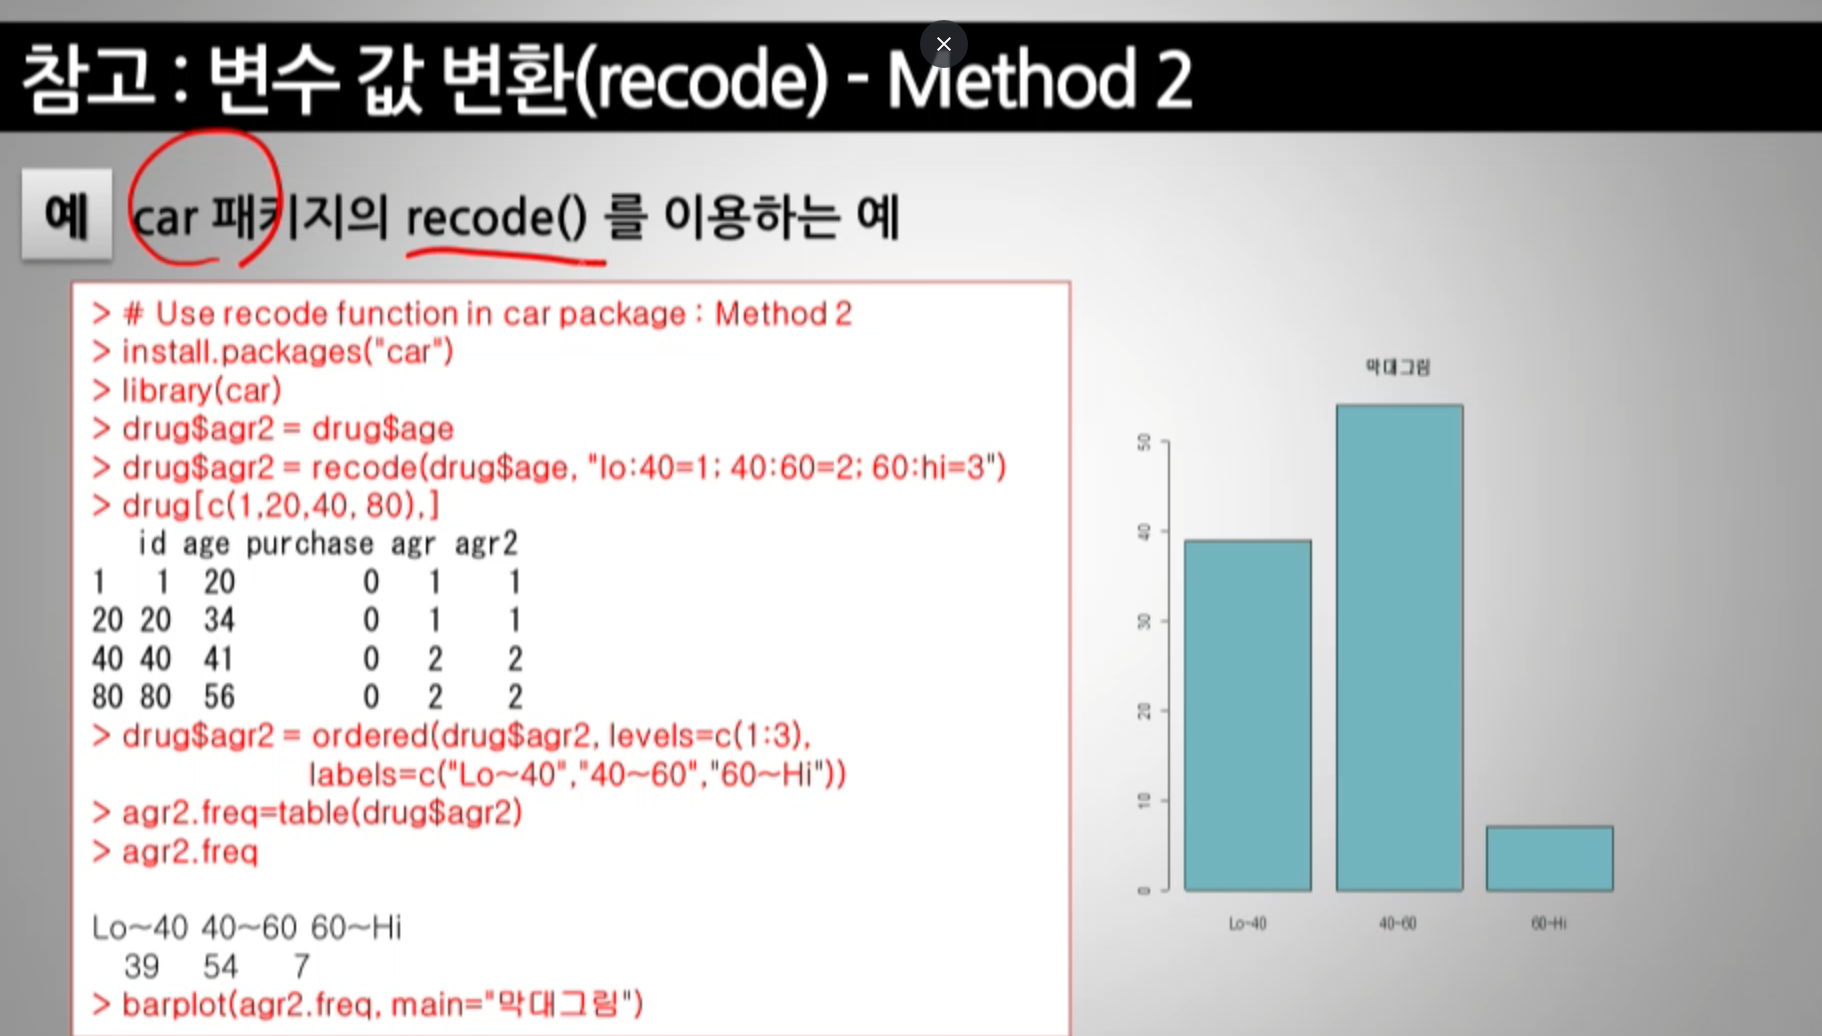 참고 : 변수 값 변환(recode) - Method 2
예 car 패키지의 recode() 를 이용하는 예
> # Use recode function in car package : Method 2
> install.packages("car")
> library(car)
> drug$agr2 = drug$age
> drug$agr2 = recode(drug$age, "lo:40=1; 40:60=2; 60:hi=3")
> drug[c(1,20,40, 80),]
id age purchase agr agr2
1 1 20 0 1 1
20 20 34 0 1 1
40 40 41 0 2 2
80 80 56 0 2 2
> drug$agr2 = ordered(drug$agr2, levels=c(1:3),
labels=c("Lo~40","40~60","60~Hi"))
> agr2.freq=table(drug$agr2)
> agr2.freq
Lo~40 40~60 60~Hi
39 54 7
> barplot(agr2.freq, main="막대그림")
막대그림
50
40
30
20
10
0
Lo~40 40~60 60~Hi